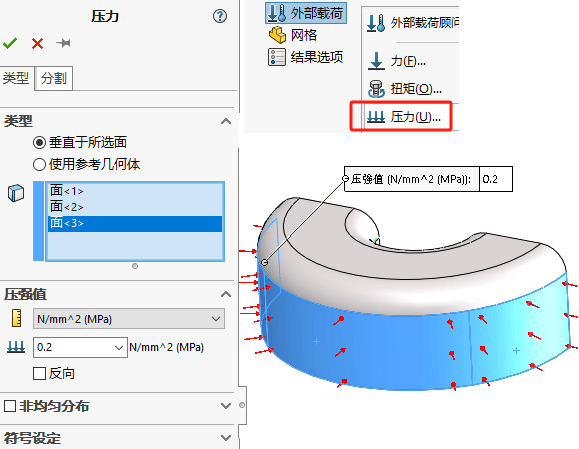 压力
类型
分割
类型
垂直于所选面
使用参考几何体
面<1>
面<2>
面<3>
压强值
N/mm^2 (MPa)
0.2
N/mm^2 (MPa)
反向
非均匀分布
符号设定
外部载荷
网格
结果选项
外部载荷顾问
力(F)...
扭矩(O)...
压力(U)...
压强值 (N/mm^2 (MPa)): 0.2